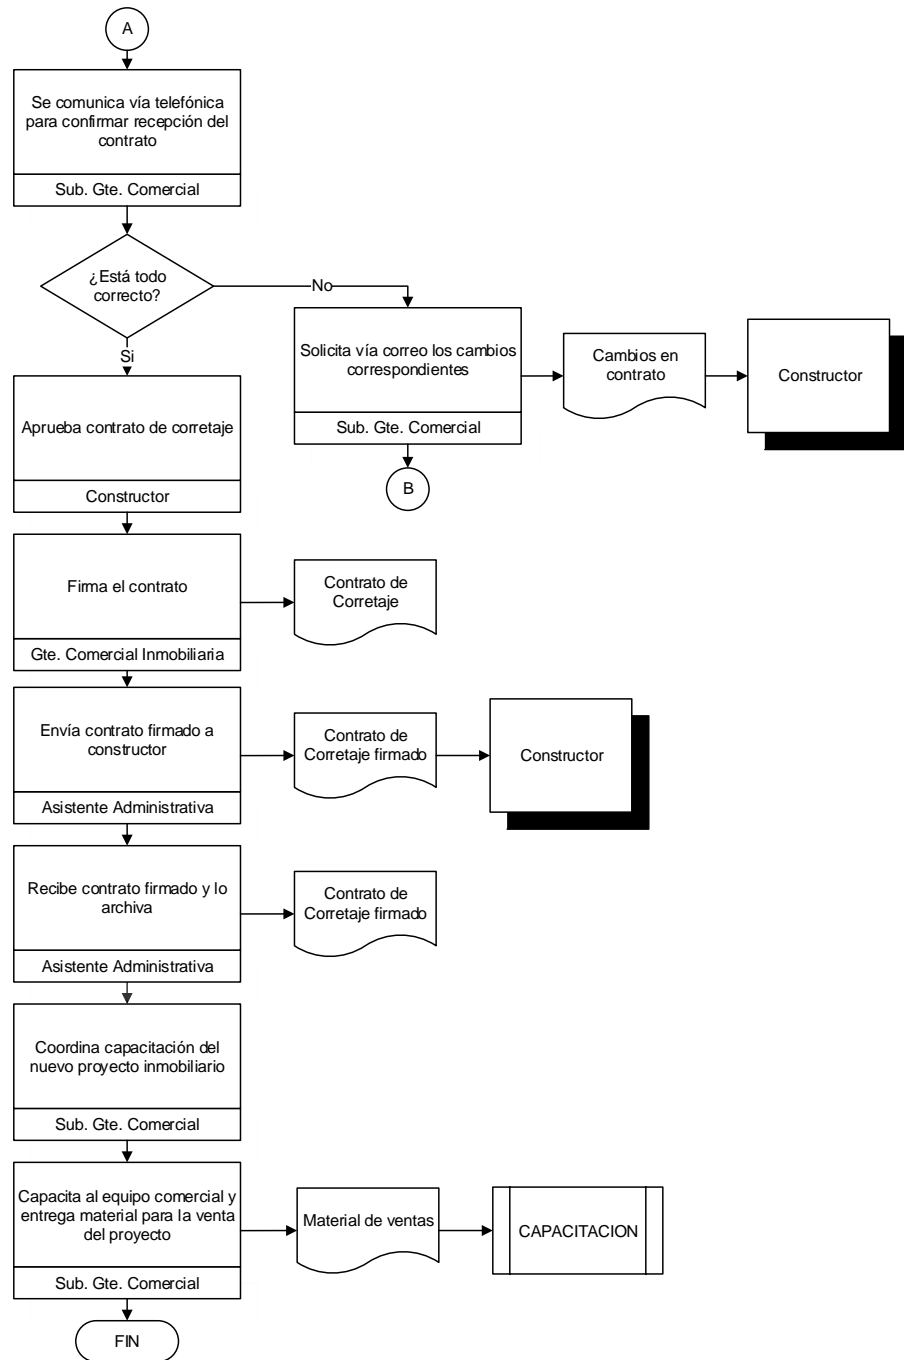 A
Se comunica vía telefónica
para confirmar recepción del
contrato
Sub. Gte. Comercial
¿Está todo
correcto?
No
Si
Solicita vía correo los cambios
correspondientes
Sub. Gte. Comercial
Cambios en
contrato
Constructor
B
Aprueba contrato de corretaje
Constructor
Firma el contrato
Gte. Comercial Inmobiliaria
Contrato de
Corretaje
Envía contrato firmado a
constructor
Asistente Administrativa
Contrato de
Corretaje firmado
Constructor
Recibe contrato firmado y lo
archiva
Asistente Administrativa
Contrato de
Corretaje firmado
Coordina capacitación del
nuevo proyecto inmobiliario
Sub. Gte. Comercial
Capacita al equipo comercial y
entrega material para la venta
del proyecto
Sub. Gte. Comercial
Material de ventas
CAPACITACION
FIN